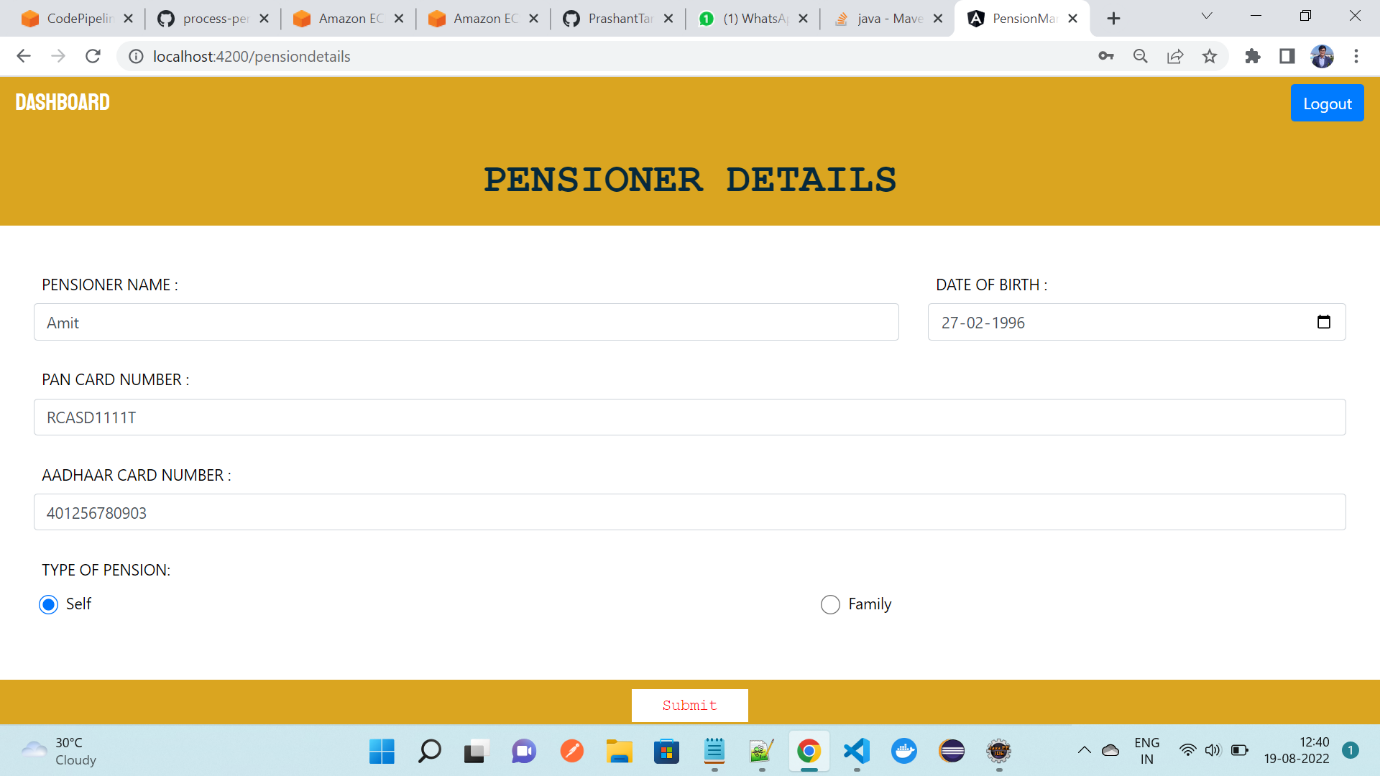 CodePipelin
process-pe
Amazon EC
Amazon EC
PrashantTa
(1) WhatsAp
java - Mave
PensionMa
localhost:4200/pensiondetails
DASHBOARD
Logout
PENSIONER DETAILS
PENSIONER NAME :
DATE OF BIRTH :
Amit
27-02-1996
PAN CARD NUMBER :
RCASD1111T
AADHAAR CARD NUMBER :
401256780903
TYPE OF PENSION:
Self
Family
Submit
30°C
Cloudy
ENG
IN
12:40
19-08-2022
1